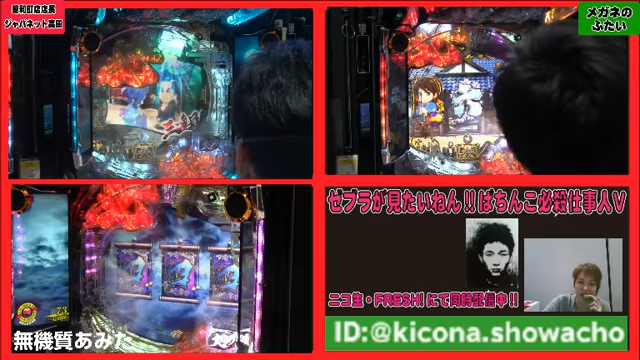 昭和町店店長
ジャパネット高田
メガネの
ふたい
ゼブラが見たいねん!!ぱちんこ必殺仕事人Ⅴ
ニコ生・FRESH!にて同時配信中!!
無機質あみだ
ID:@kicona.showacho